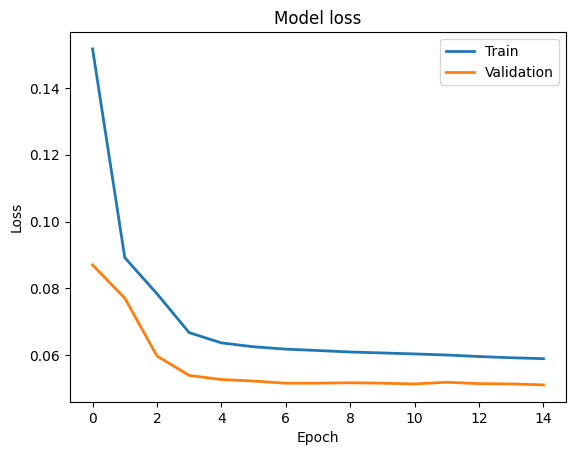 Model loss
Train
Validation
0.14
0.12
0.10
0.08
0.06
Loss
0 2 4 6 8 10 12 14
Epoch